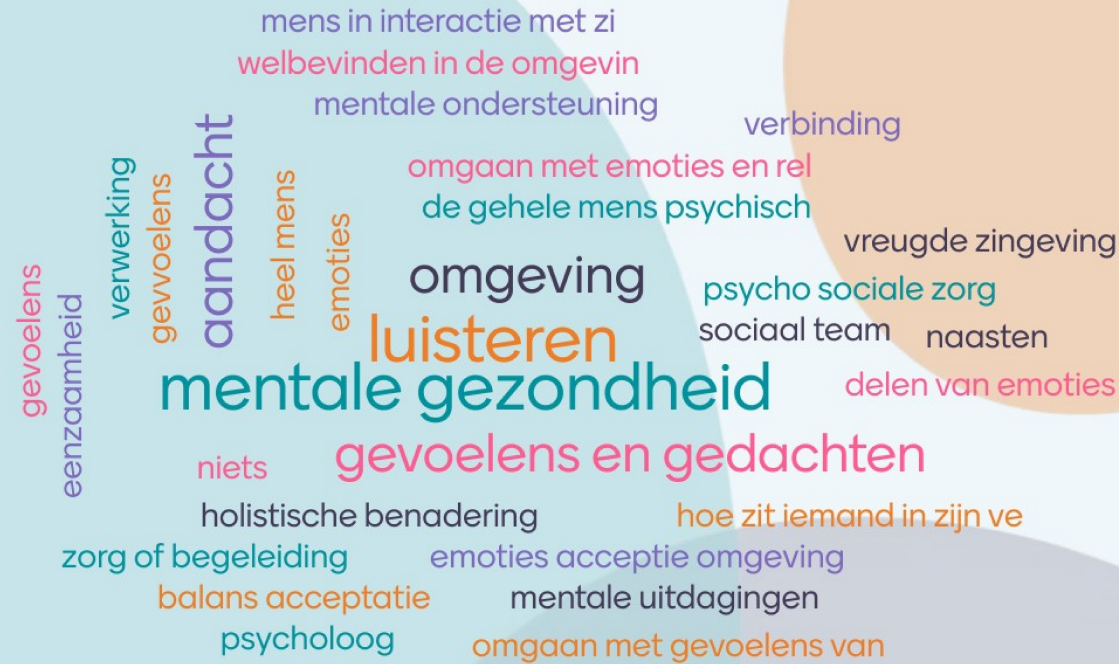 mens in interactie met zi
welbevinden in de omgevin
mentale ondersteuning
verbinding
omgaan met emoties en rel
de gehele mens psychisch
vreugde zingeving
gevoelens
eenzaamheid
verwerking
gevvoelens
aandacht
heel mens
emoties
omgeving
psycho sociale zorg
luisteren
sociaal team
naasten
mentale gezondheid
delen van emoties
gevoelens en gedachten
niets
holistische benadering
hoe zit iemand in zijn ve
zorg of begeleiding
emoties acceptie omgeving
balans acceptatie
mentale uitdagingen
psycholoog
omgaan met gevoelens van